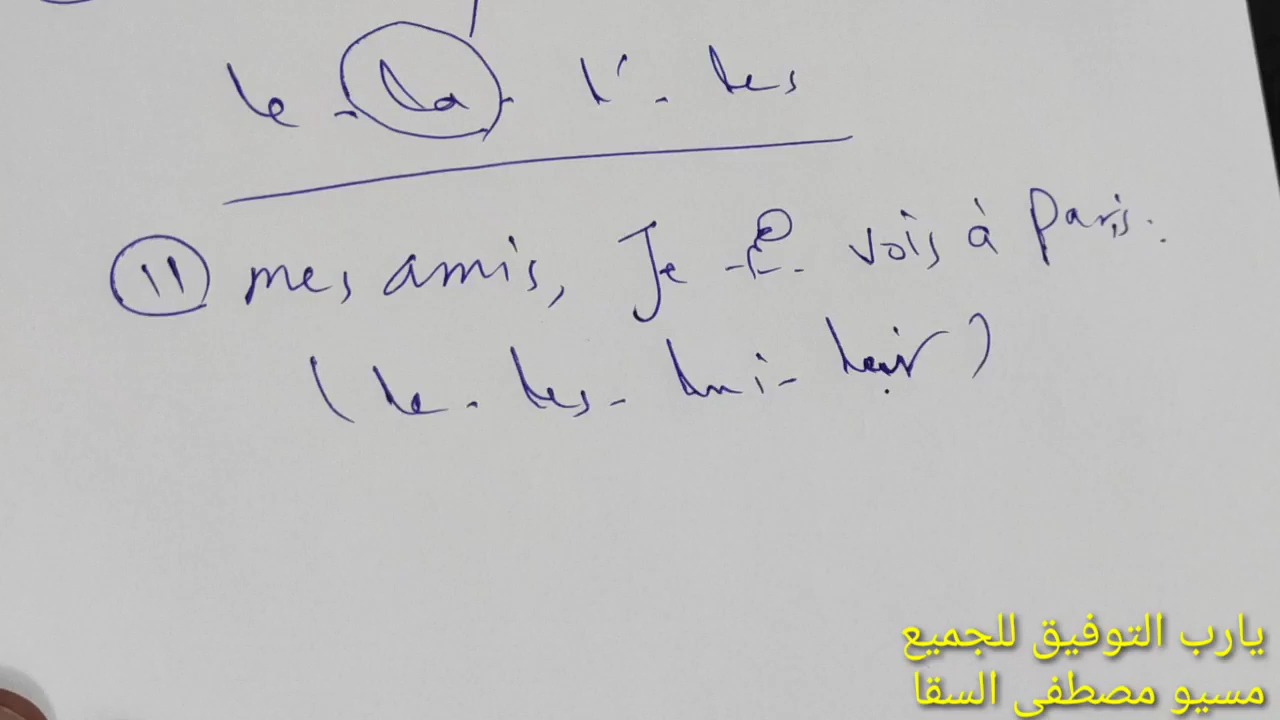 le - la - l' - les
11 mes amis, Je --- vois à Paris.
(le - les - lui - leur)
يارب التوفيق للجميع
مسيو مصطفى السقا